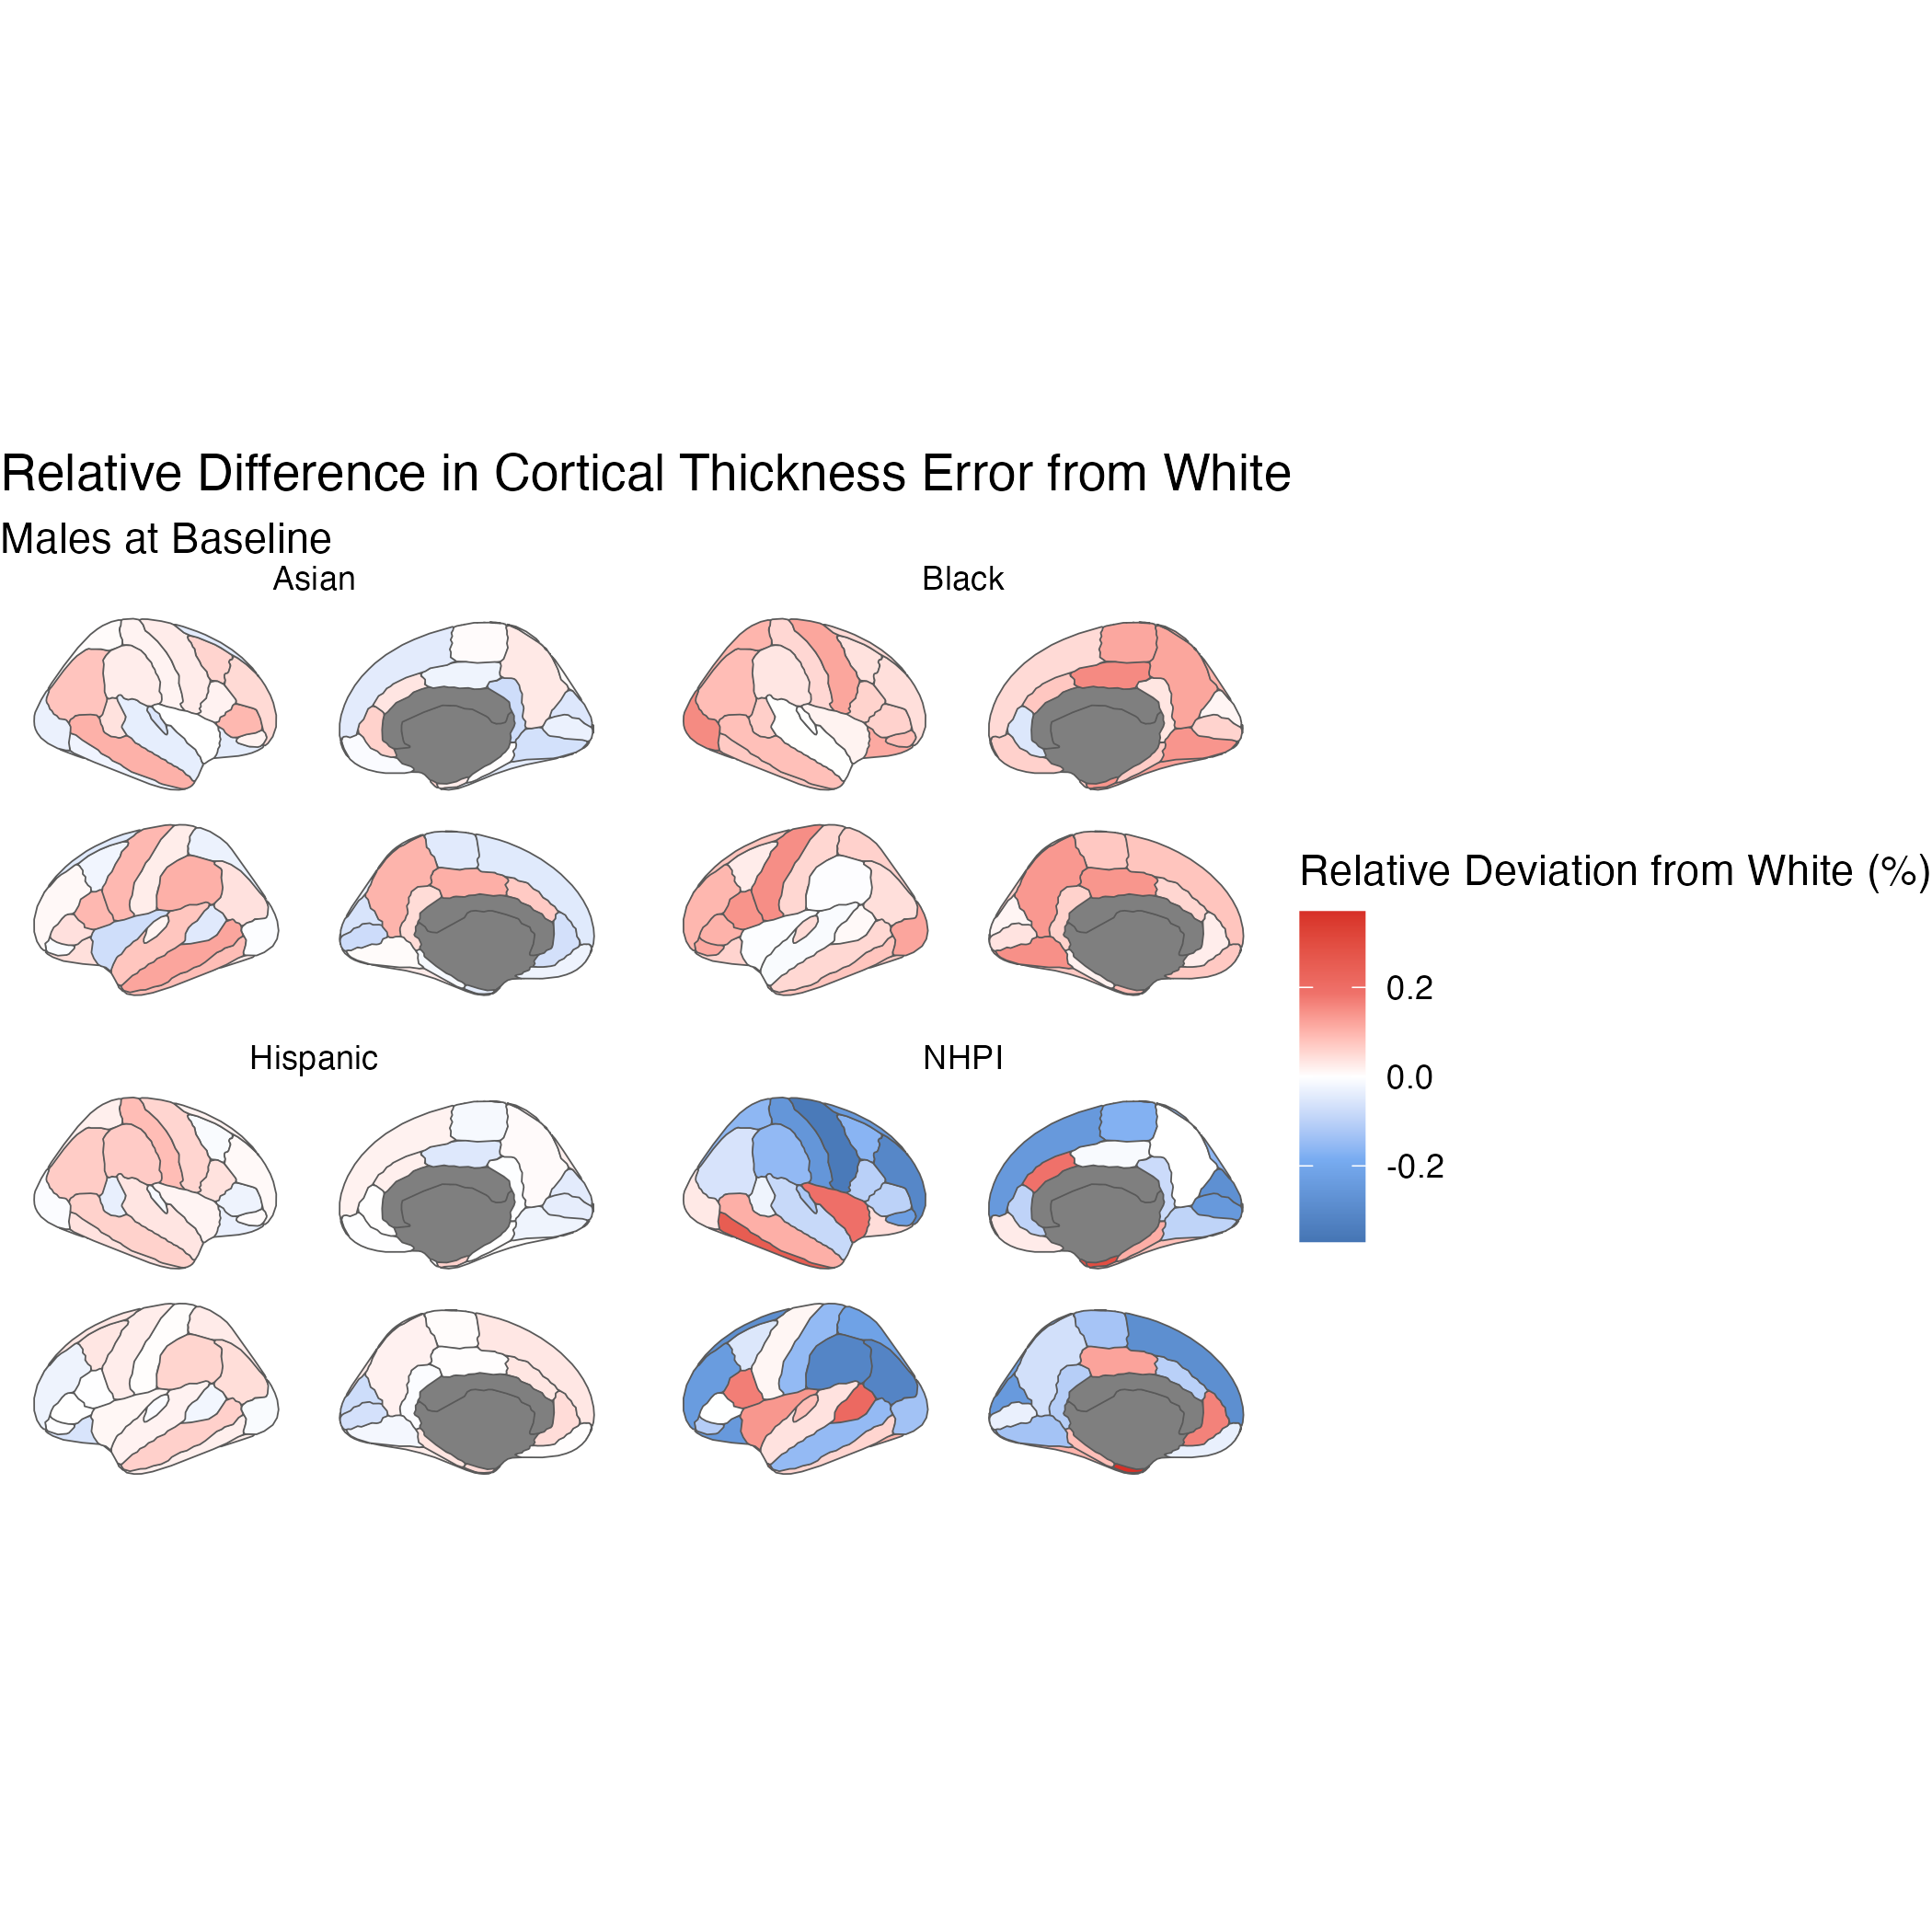 Relative Difference in Cortical Thickness Error from White
Males at Baseline
Asian
Black
Hispanic
NHPI
Relative Deviation from White (%)
0.2
0.0
-0.2